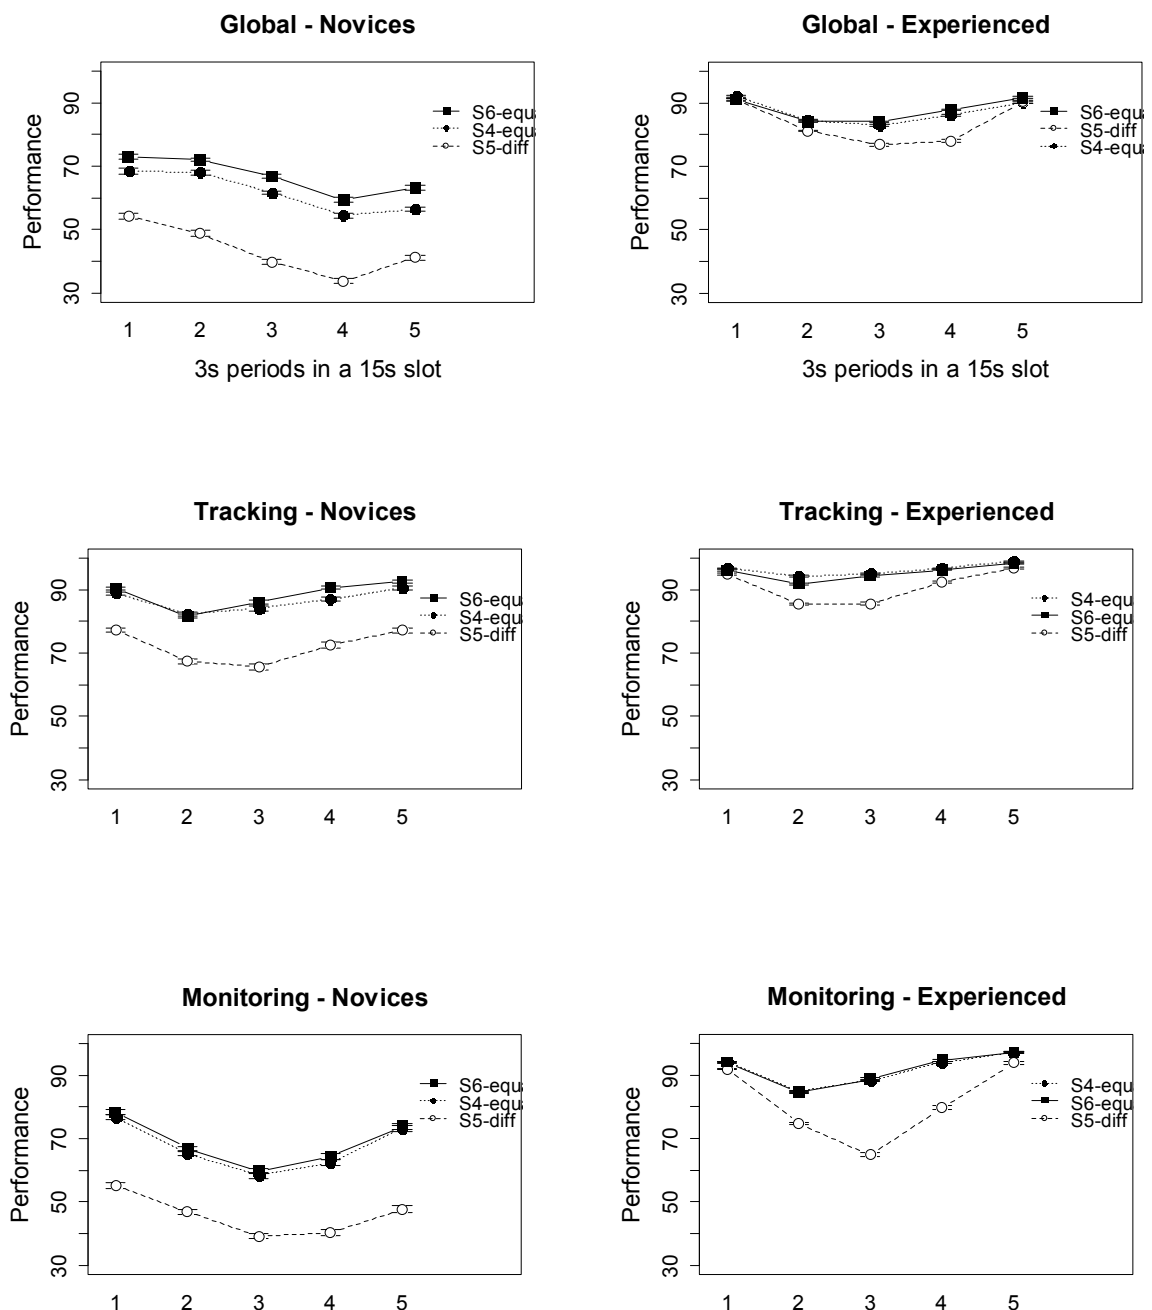 Global - Novices
Performance
90
70
50
30
S6-equ
S4-equ
S5-diff
1 2 3 4 5
3s periods in a 15s slot
Global - Experienced
Performance
90
70
50
30
S6-equ
S5-diff
S4-equ
1 2 3 4 5
3s periods in a 15s slot
Tracking - Novices
Performance
90
70
50
30
S6-equ
S4-equ
S5-diff
1 2 3 4 5
Tracking - Experienced
Performance
90
70
50
30
S4-equ
S6-equ
S5-diff
1 2 3 4 5
Monitoring - Novices
Performance
90
70
50
30
S6-equ
S4-equ
S5-diff
1 2 3 4 5
Monitoring - Experienced
Performance
90
70
50
30
S4-equ
S6-equ
S5-diff
1 2 3 4 5